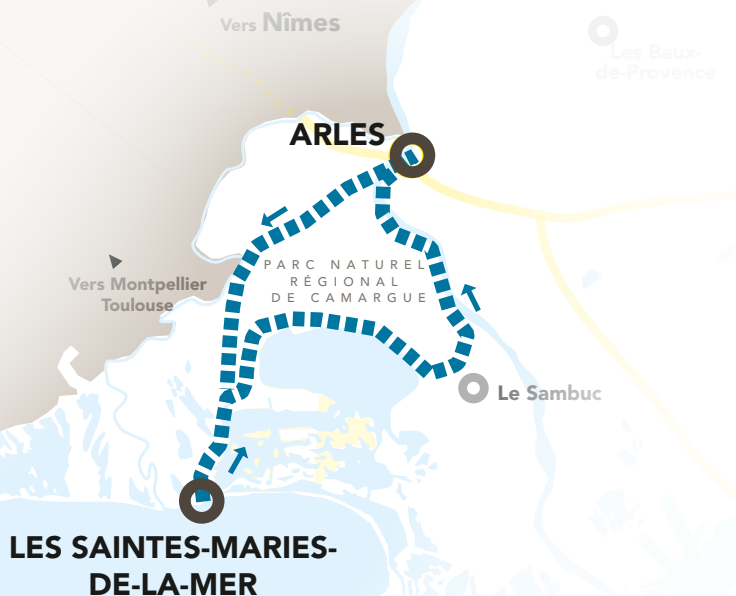 Vers Nîmes
Les Baux-
de-Provence
ARLES
PARC NATUREL
RÉGIONAL
DE CAMARGUE
Vers Montpellier
Toulouse
Le Sambuc
LES SAINTES-MARIES-
DE-LA-MER